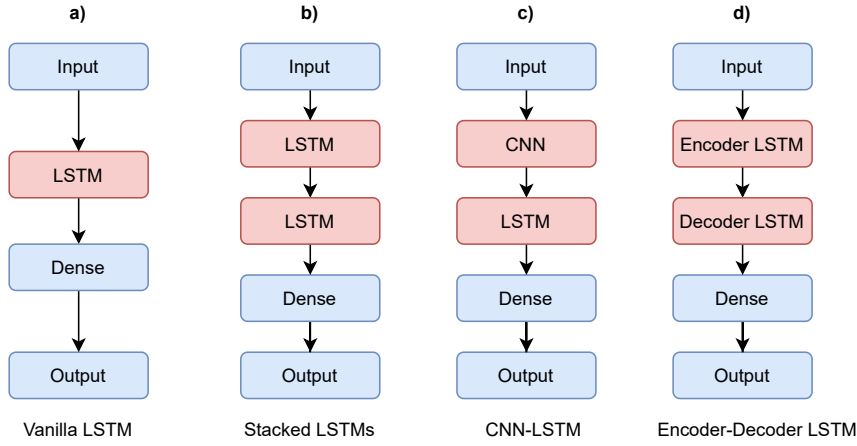 a)
Input
LSTM
Dense
Output
Vanilla LSTM
b)
Input
LSTM
LSTM
Dense
Output
Stacked LSTMs
c)
Input
CNN
LSTM
Dense
Output
CNN-LSTM
d)
Input
Encoder LSTM
Decoder LSTM
Dense
Output
Encoder-Decoder LSTM